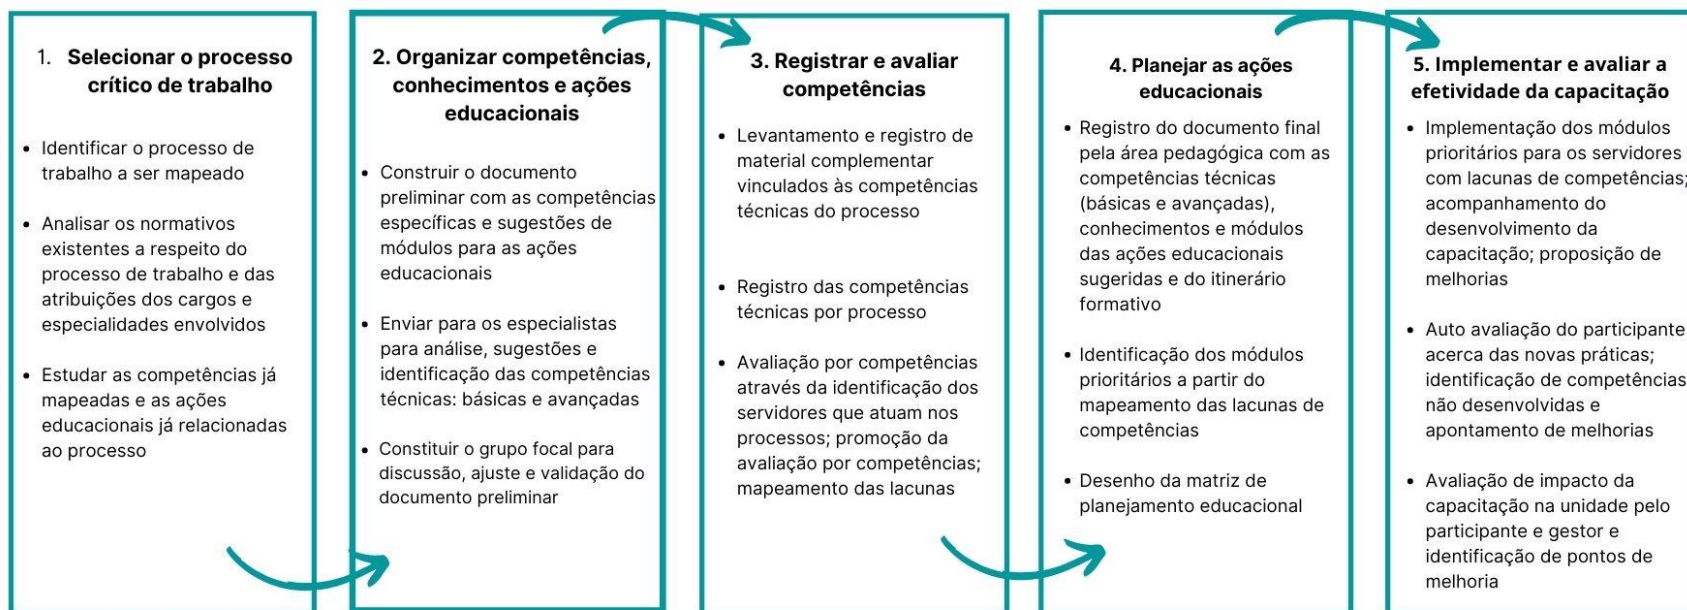 1. Selecionar o processo
crítico de trabalho
• Identificar o processo de
trabalho a ser mapeado
• Analisar os normativos
existentes a respeito do
processo de trabalho e das
atribuições dos cargos e
especialidades envolvidos
• Estudar as competências já
mapeadas e as ações
educacionais já relacionadas
ao processo
2. Organizar competências,
conhecimentos e ações
educacionais
• Construir o documento
preliminar com as competências
específicas e sugestões de
módulos para as ações
educacionais
• Enviar para os especialistas
para análise, sugestões e
identificação das competências
técnicas: básicas e avançadas
• Constituir o grupo focal para
discussão, ajuste e validação do
documento preliminar
3. Registrar e avaliar
competências
• Levantamento e registro de
material complementar
vinculados às competências
técnicas do processo
• Registro das competências
técnicas por processo
• Avaliação por competências
através da identificação dos
servidores que atuam nos
processos; promoção da
avaliação por competências;
mapeamento das lacunas
4. Planejar as ações
educacionais
• Registro do documento final
pela área pedagógica com as
competências técnicas
(básicas e avançadas),
conhecimentos e módulos
das ações educacionais
sugeridas e do itinerário
formativo
• Identificação dos módulos
prioritários a partir do
mapeamento das lacunas de
competências
• Desenho da matriz de
planejamento educacional
5. Implementar e avaliar a
efetividade da capacitação
• Implementação dos módulos
prioritários para os servidores
com lacunas de competências;
acompanhamento do
desenvolvimento da
capacitação; proposição de
melhorias
• Auto avaliação do participante
acerca das novas práticas;
identificação de competências
não desenvolvidas e
apontamento de melhorias
• Avaliação de impacto da
capacitação na unidade pelo
participante e gestor e
identificação de pontos de
melhoria